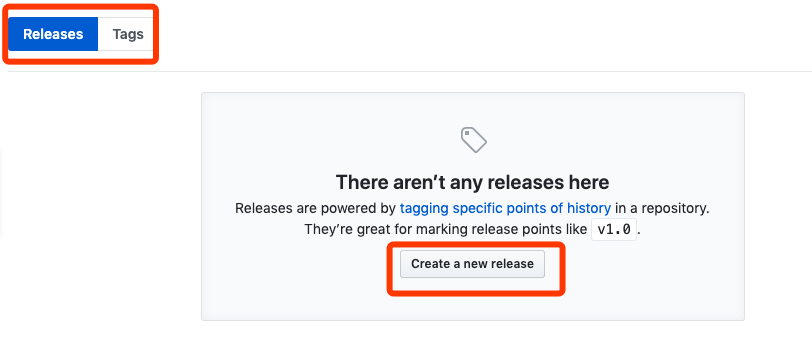 Releases Tags
There aren’t any releases here
Releases are powered by tagging specific points of history in a repository.
They’re great for marking release points like v1.0.
Create a new release